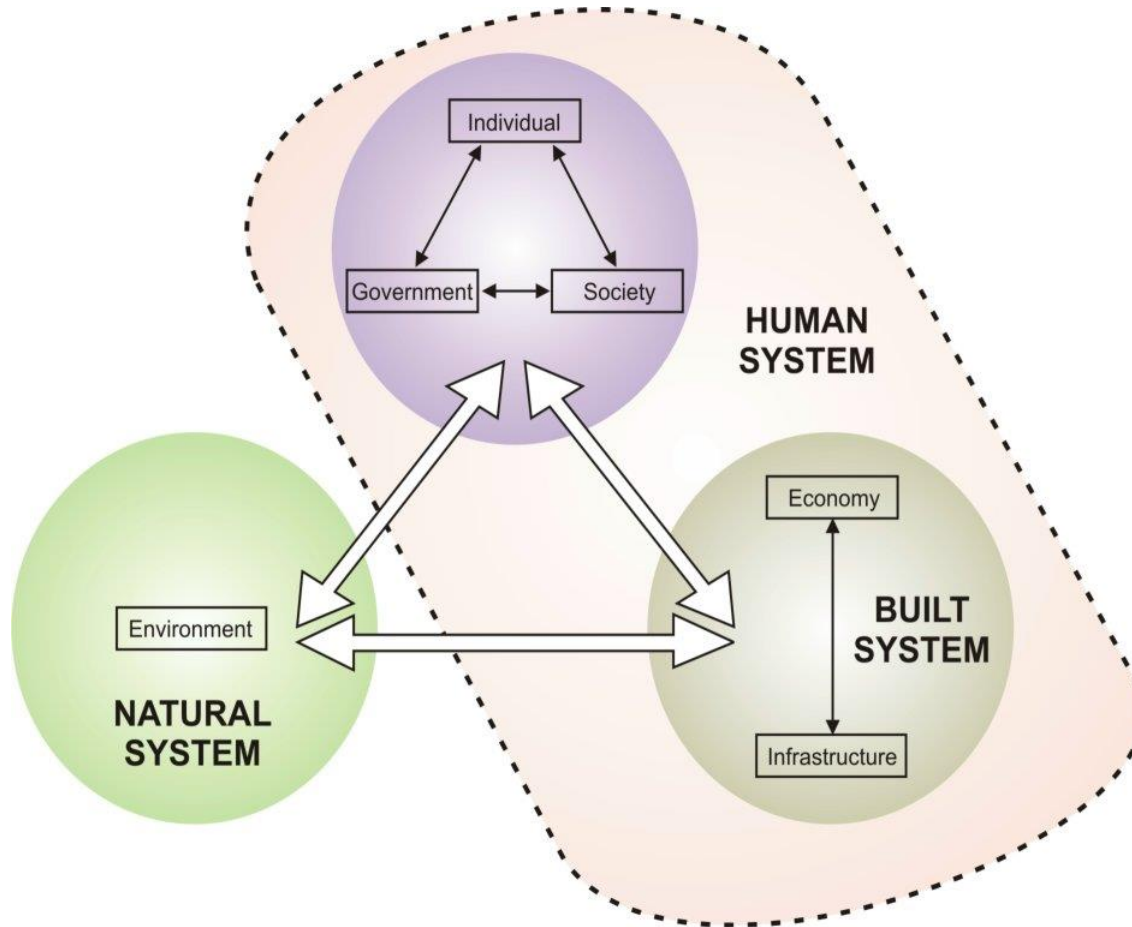 Individual
Government
Society
HUMAN
SYSTEM
Economy
Environment
BUILT
SYSTEM
NATURAL
SYSTEM
Infrastructure